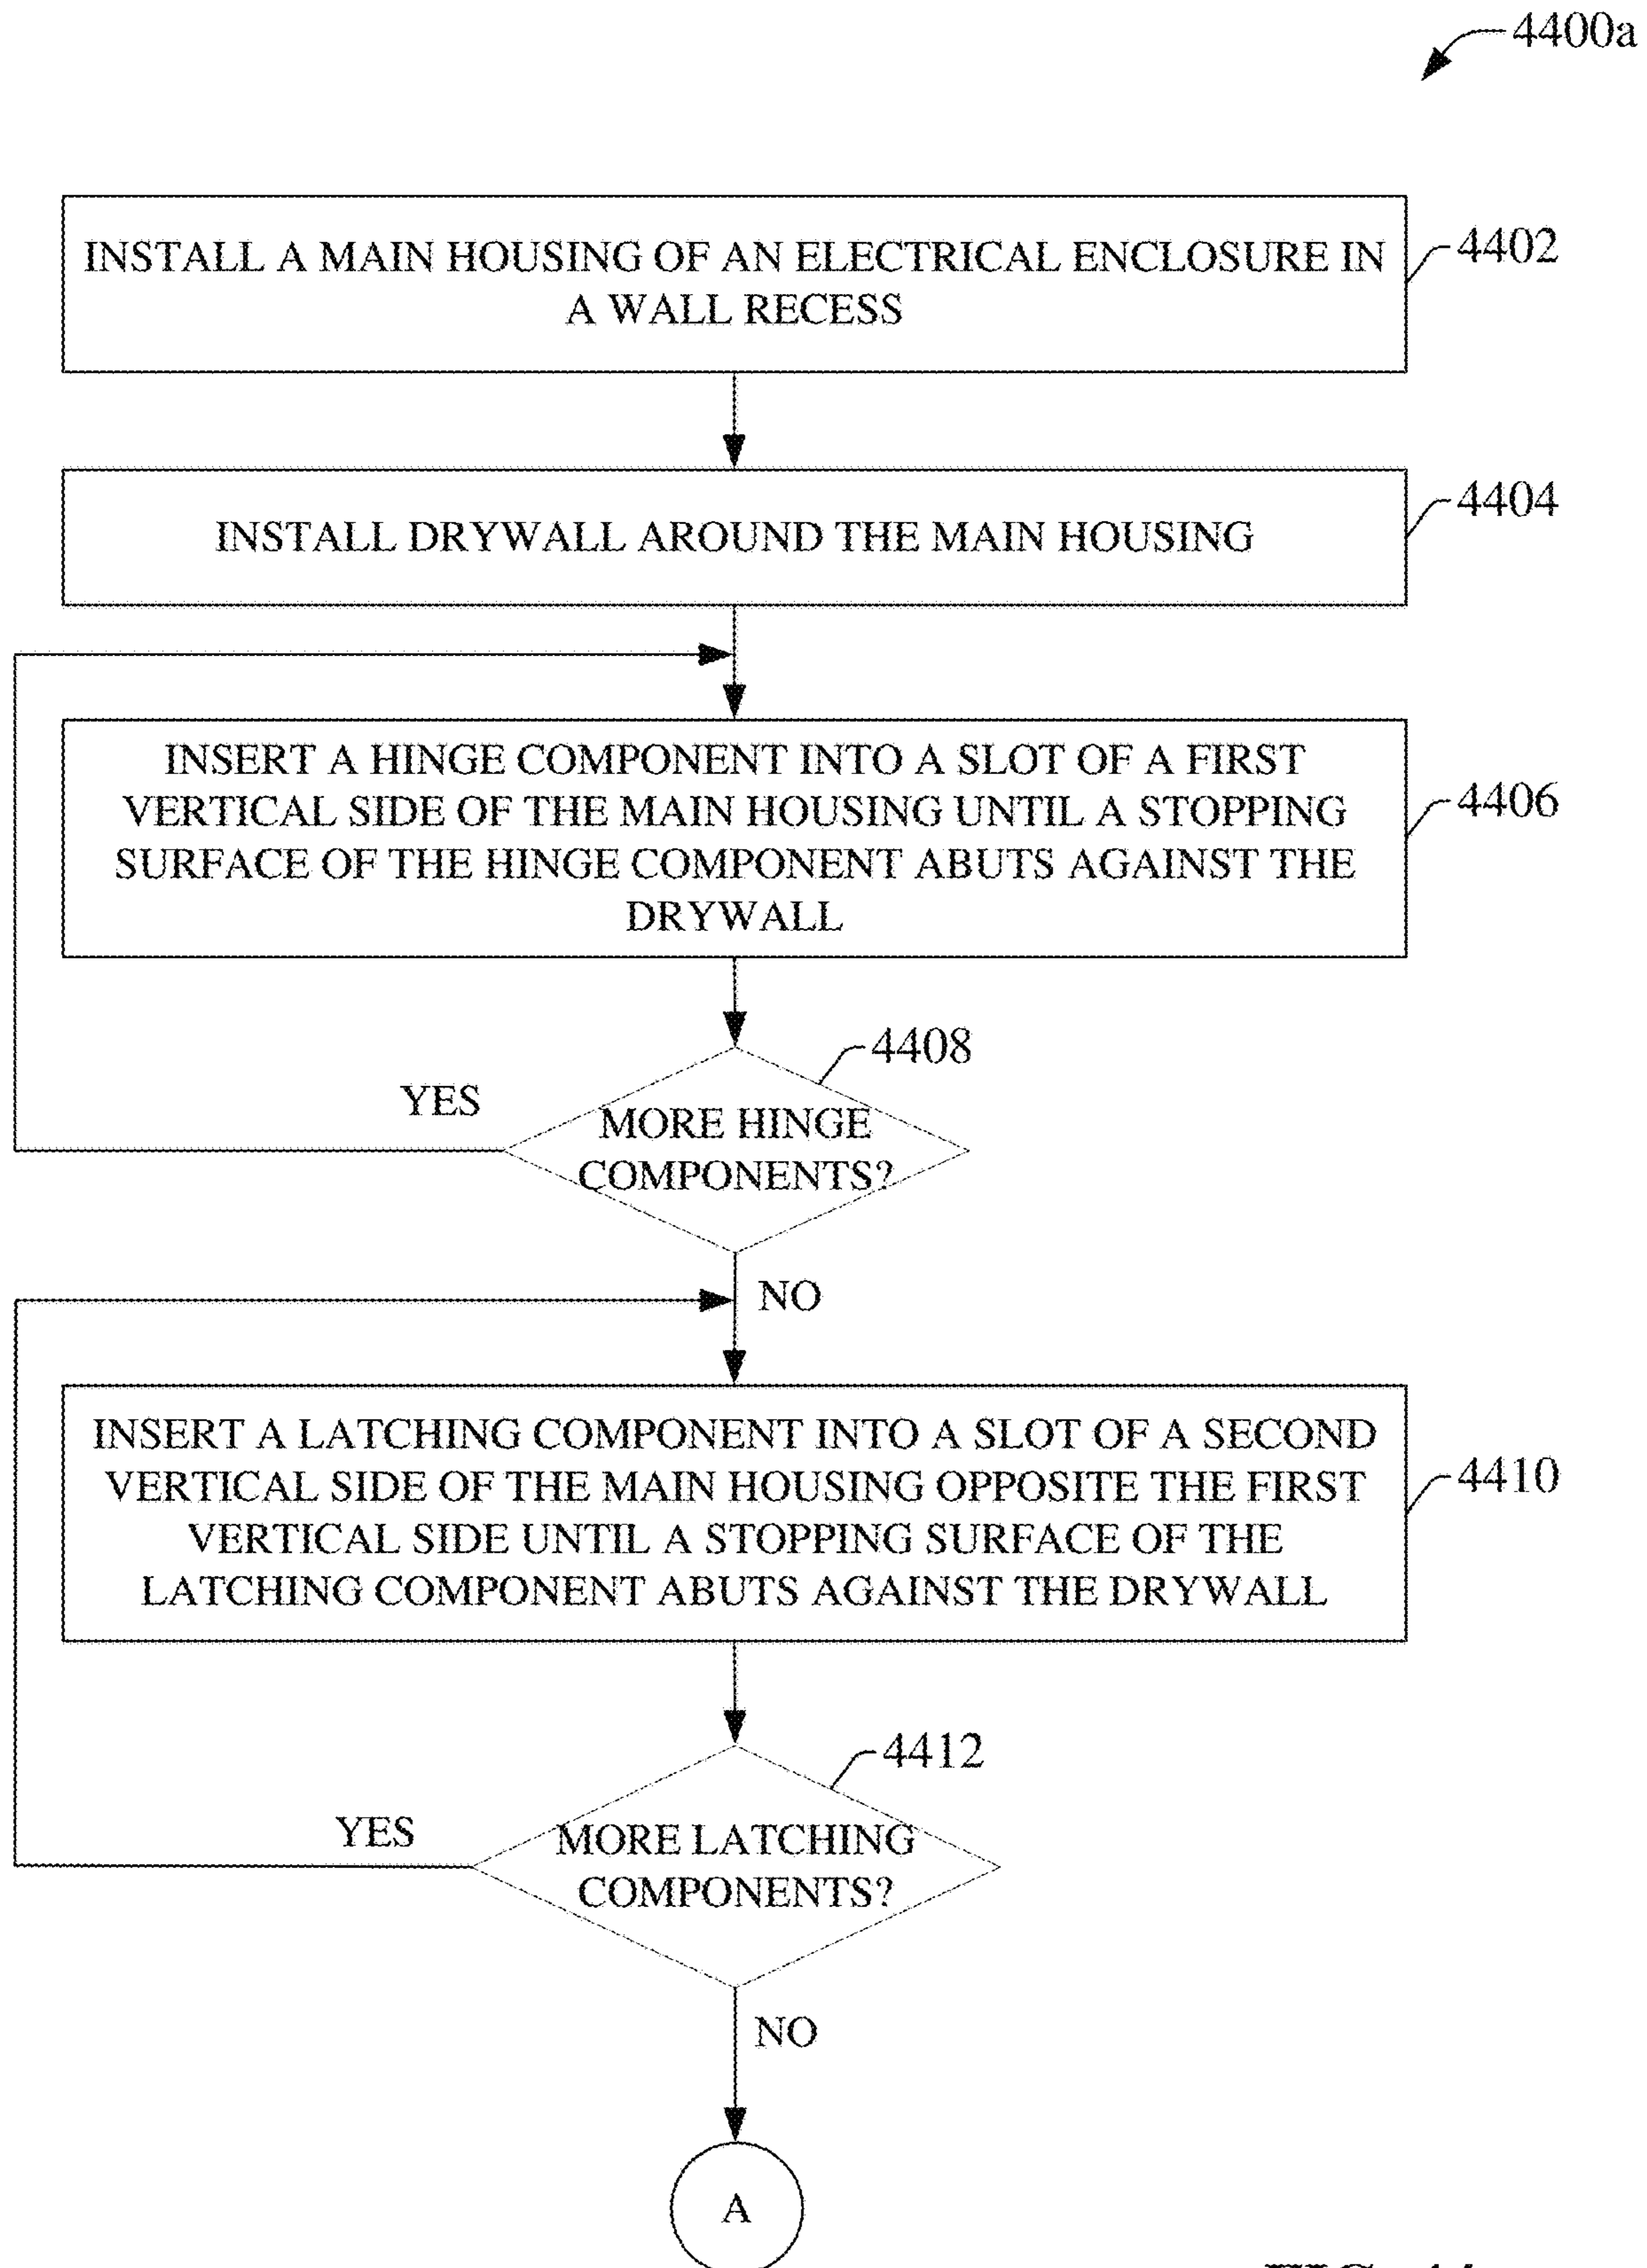 4400a
INSTALL A MAIN HOUSING OF AN ELECTRICAL ENCLOSURE IN
A WALL RECESS
4402
INSTALL DRYWALL AROUND THE MAIN HOUSING
4404
INSERT A HINGE COMPONENT INTO A SLOT OF A FIRST
VERTICAL SIDE OF THE MAIN HOUSING UNTIL A STOPPING
SURFACE OF THE HINGE COMPONENT ABUTS AGAINST THE
DRYWALL
4406
4408
YES
MORE HINGE
COMPONENTS?
NO
INSERT A LATCHING COMPONENT INTO A SLOT OF A SECOND
VERTICAL SIDE OF THE MAIN HOUSING OPPOSITE THE FIRST
VERTICAL SIDE UNTIL A STOPPING SURFACE OF THE
LATCHING COMPONENT ABUTS AGAINST THE DRYWALL
4410
4412
YES
MORE LATCHING
COMPONENTS?
NO
A